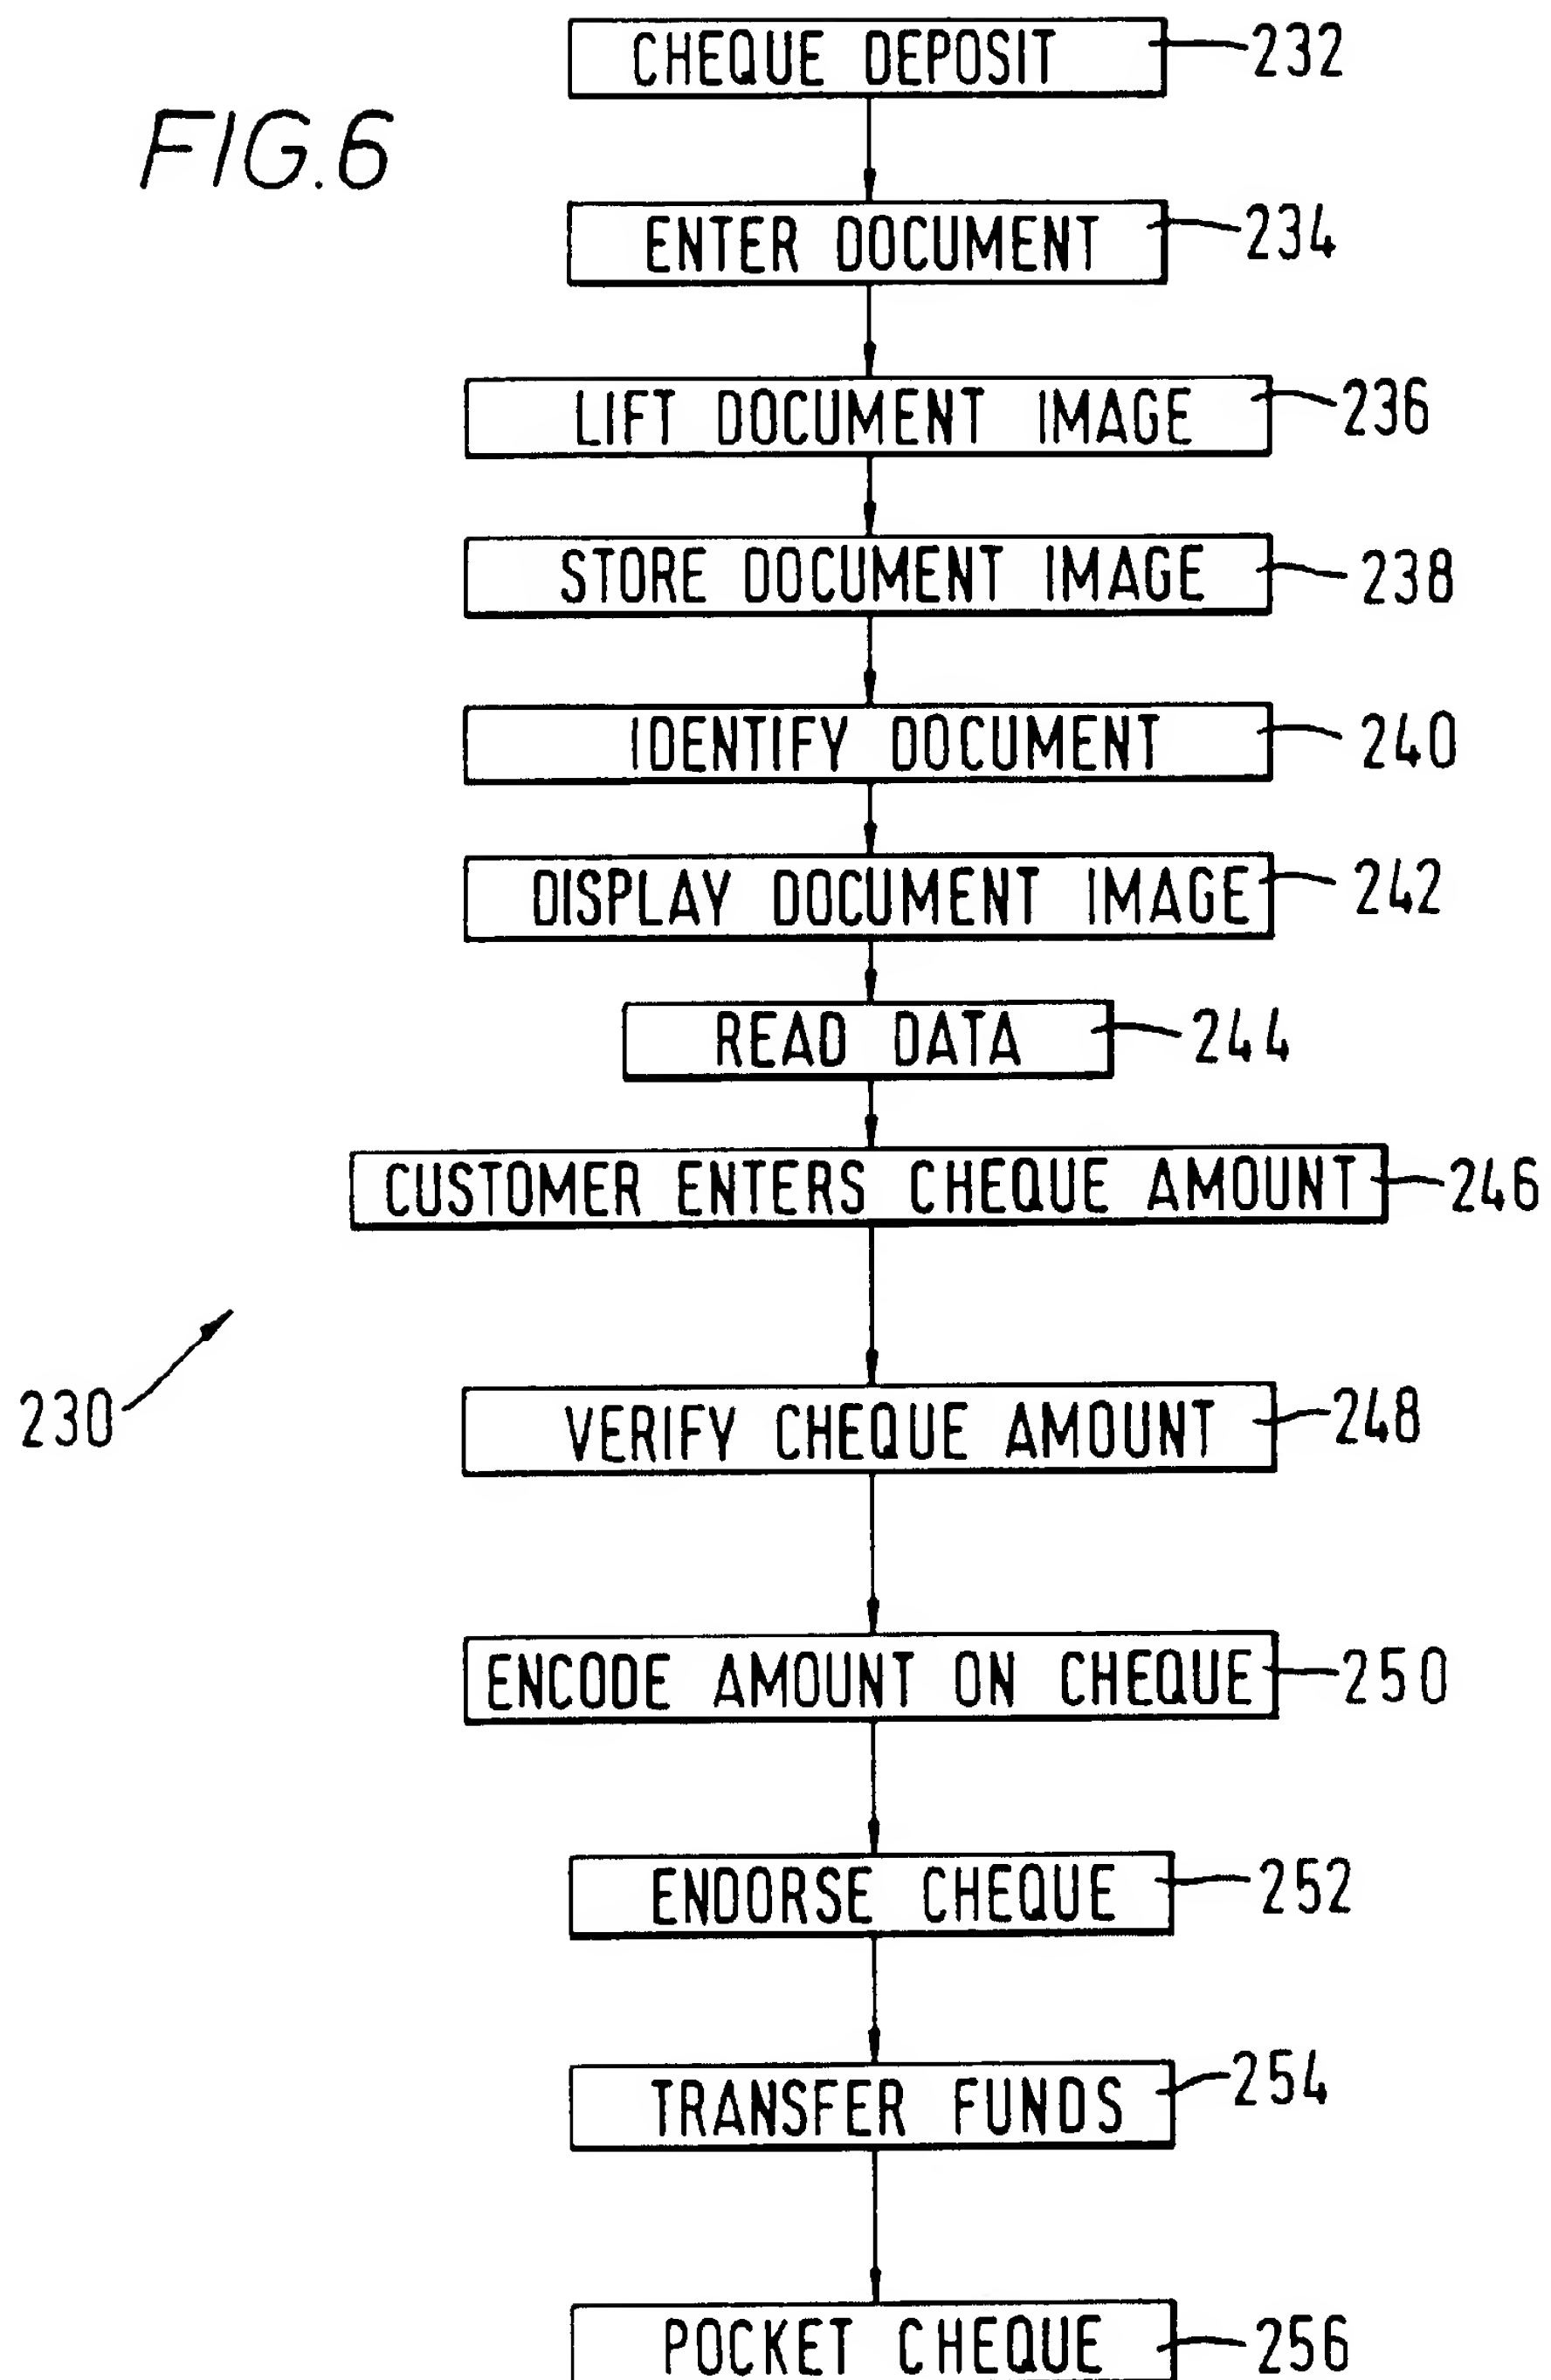 CHEQUE DEPOSIT 232
FIG.6
ENTER DOCUMENT 234
LIFT DOCUMENT IMAGE 236
STORE DOCUMENT IMAGE 238
IDENTIFY DOCUMENT 240
DISPLAY DOCUMENT IMAGE 242
READ DATA 244
CUSTOMER ENTERS CHEQUE AMOUNT 246
230
VERIFY CHEQUE AMOUNT 248
ENCODE AMOUNT ON CHEQUE 250
ENDORSE CHEQUE 252
TRANSFER FUNDS 254
POCKET CHEQUE 256